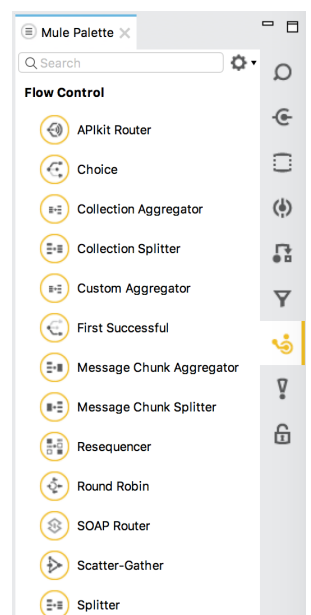 Mule Palette
Search
Flow Control
APIkit Router
Choice
Collection Aggregator
Collection Splitter
Custom Aggregator
First Successful
Message Chunk Aggregator
Message Chunk Splitter
Resequencer
Round Robin
SOAP Router
Scatter-Gather
Splitter